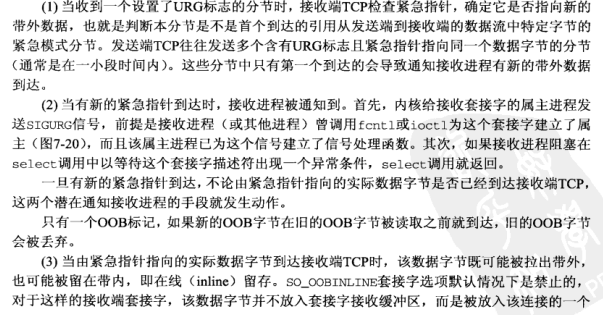 (1) 当收到一个设置了URG标志的分节时，接收端TCP检查紧急指针，确定它是否指向新的
带外数据，也就是判断本分节是不是首个到达的引用从发送端到接收端的数据流中特定字节的
紧急模式分节。发送端TCP往往发送多个含有URG标志且紧急指针指向同一个数据字节的分节
（通常是在一小段时间内）。这些分节中只有第一个到达的会导致通知接收进程有新的带外数据
到达。
(2) 当有新的紧急指针到达时，接收进程被通知到。首先，内核给接收套接字的属主进程发
送SIGURG信号，前提是接收进程（或其他进程）曾调用fcntl或ioctl为这个套接字建立了属
主（图7-20），而且该属主进程已为这个信号建立了信号处理函数。其次，如果接收进程阻塞在
select调用中以等待这个套接字描述符出现一个异常条件，select调用就返回。
一旦有新的紧急指针到达，不论由紧急指针指向的实际数据字节是否已经到达接收端TCP，
这两个潜在通知接收进程的手段就发生动作。
只有一个OOB标记，如果新的OOB字节在旧的OOB字节被读取之前就到达，旧的OOB字节
会被丢弃。
(3) 当由紧急指针指向的实际数据字节到达接收端TCP时，该数据字节既可能被拉出带外，
也可能被留在带内，即在线（inline）留存。SO_OOBINLINE套接字选项默认情况下是禁止的，
对于这样的接收端套接字，该数据字节并不放入套接字接收缓冲区，而是被放入该连接的一个